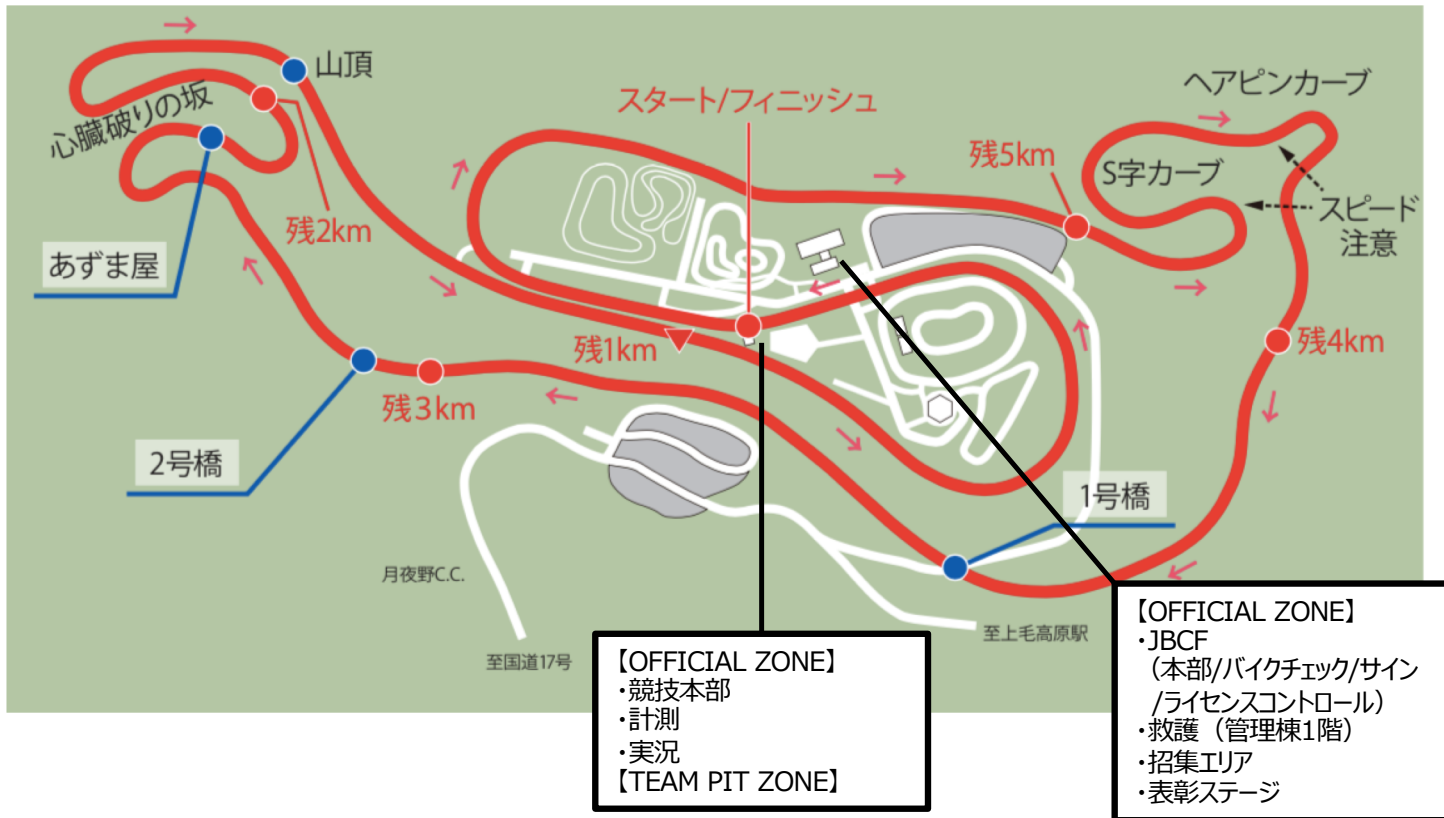 山頂
心臓破りの坂
スタート/フィニッシュ
ヘアピンカーブ
残5km
S字カーブ
スピード
注意
残2km
あずま屋
残1km
残4km
残3km
2号橋
1号橋
月夜野C.C.
至国道17号
至上毛高原駅
【OFFICIAL ZONE】
・競技本部
・計測
・実況
【TEAM PIT ZONE】
【OFFICIAL ZONE】
・JBCF
（本部/バイクチェック/サイン
/ライセンスコントロール）
・救護（管理棟1階）
・招集エリア
・表彰ステージ